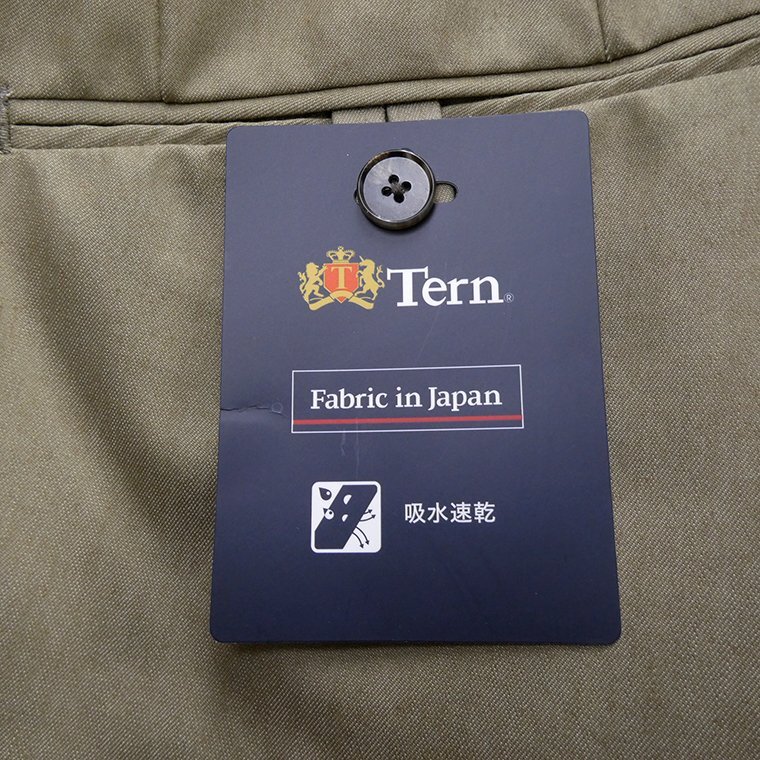 T
Tern®
Fabric in Japan
吸水速乾